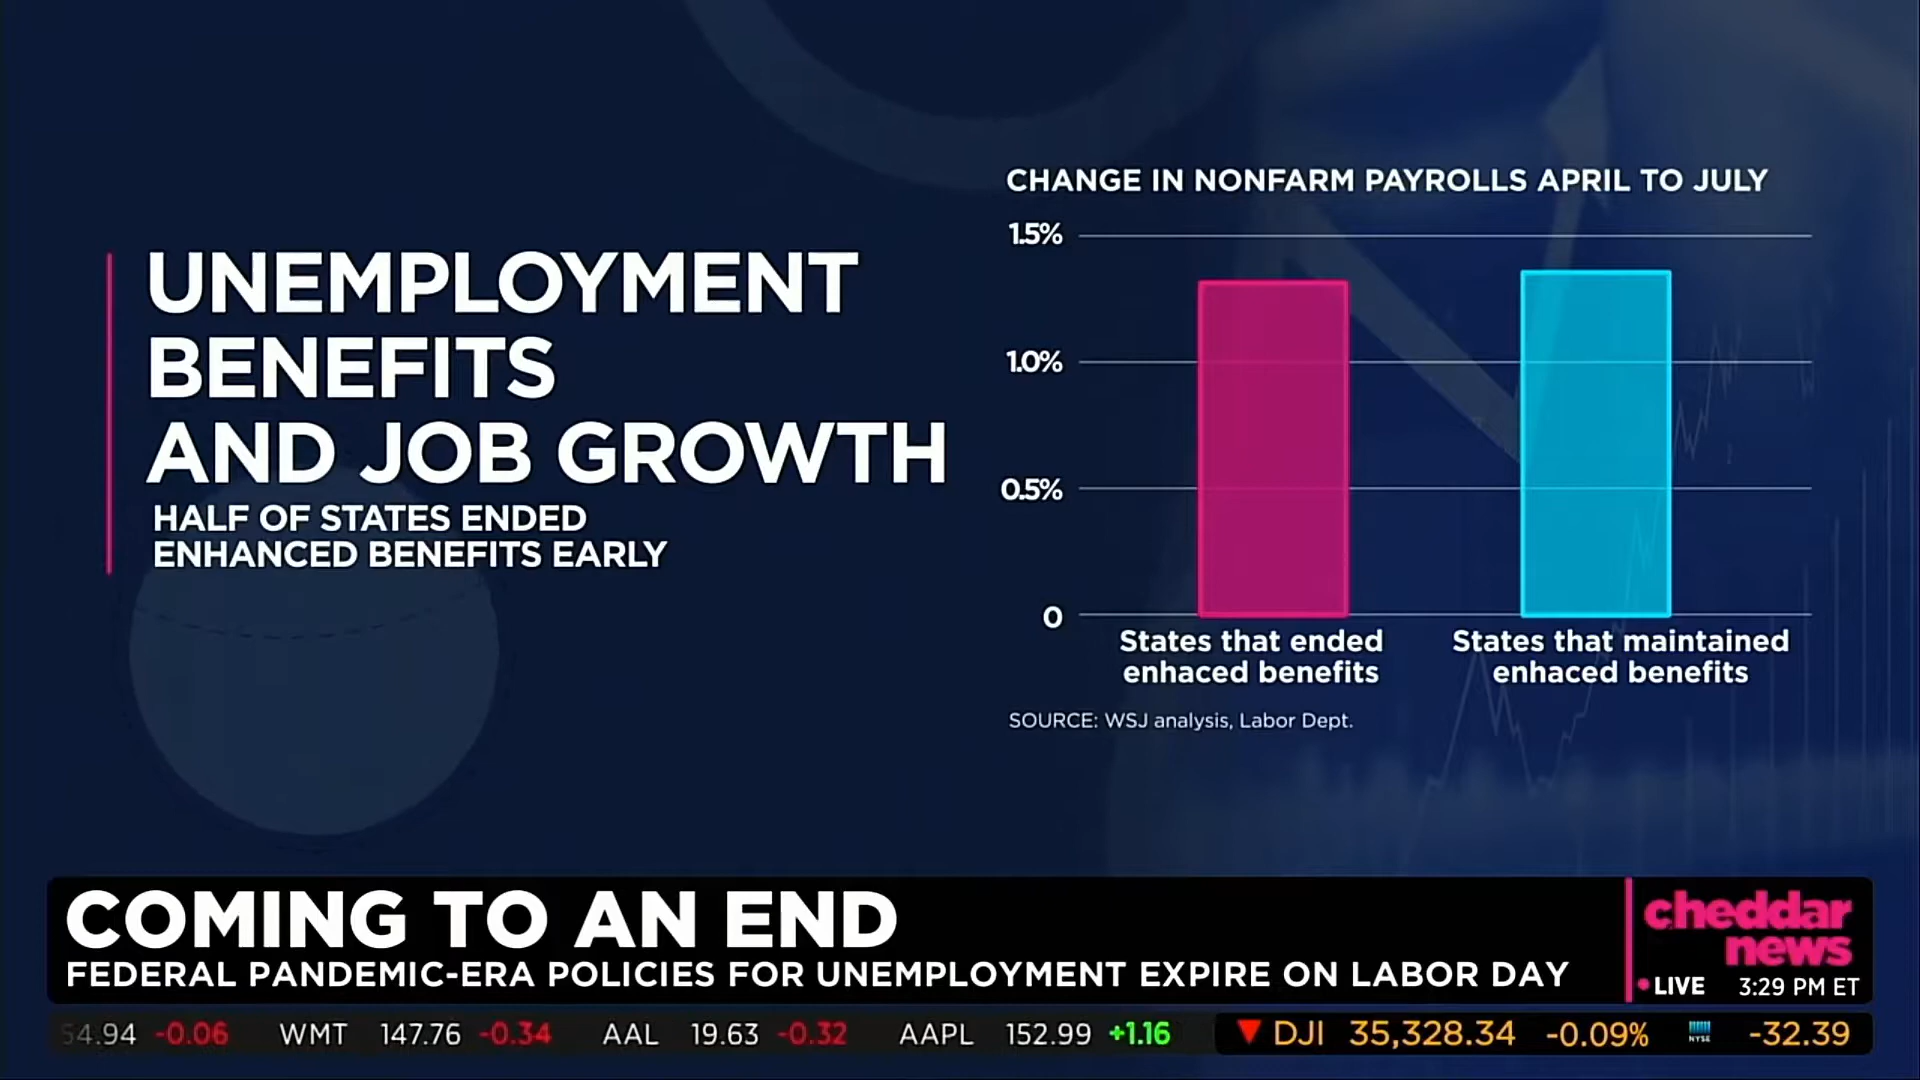 UNEMPLOYMENT
BENEFITS
AND JOB GROWTH
HALF OF STATES ENDED
ENHANCED BENEFITS EARLY
CHANGE IN NONFARM PAYROLLS APRIL TO JULY
1.5%
1.0%
0.5%
0
States that ended
enhaced benefits
States that maintained
enhaced benefits
SOURCE: WSJ analysis, Labor Dept.
COMING TO AN END
FEDERAL PANDEMIC-ERA POLICIES FOR UNEMPLOYMENT EXPIRE ON LABOR DAY
cheddar
news
LIVE 3:29 PM ET
54.94 -0.06 WMT 147.76 -0.34 AAL 19.63 -0.32 AAPL 152.99 +1.16 DJI 35,328.34 -0.09% NYSE -32.39